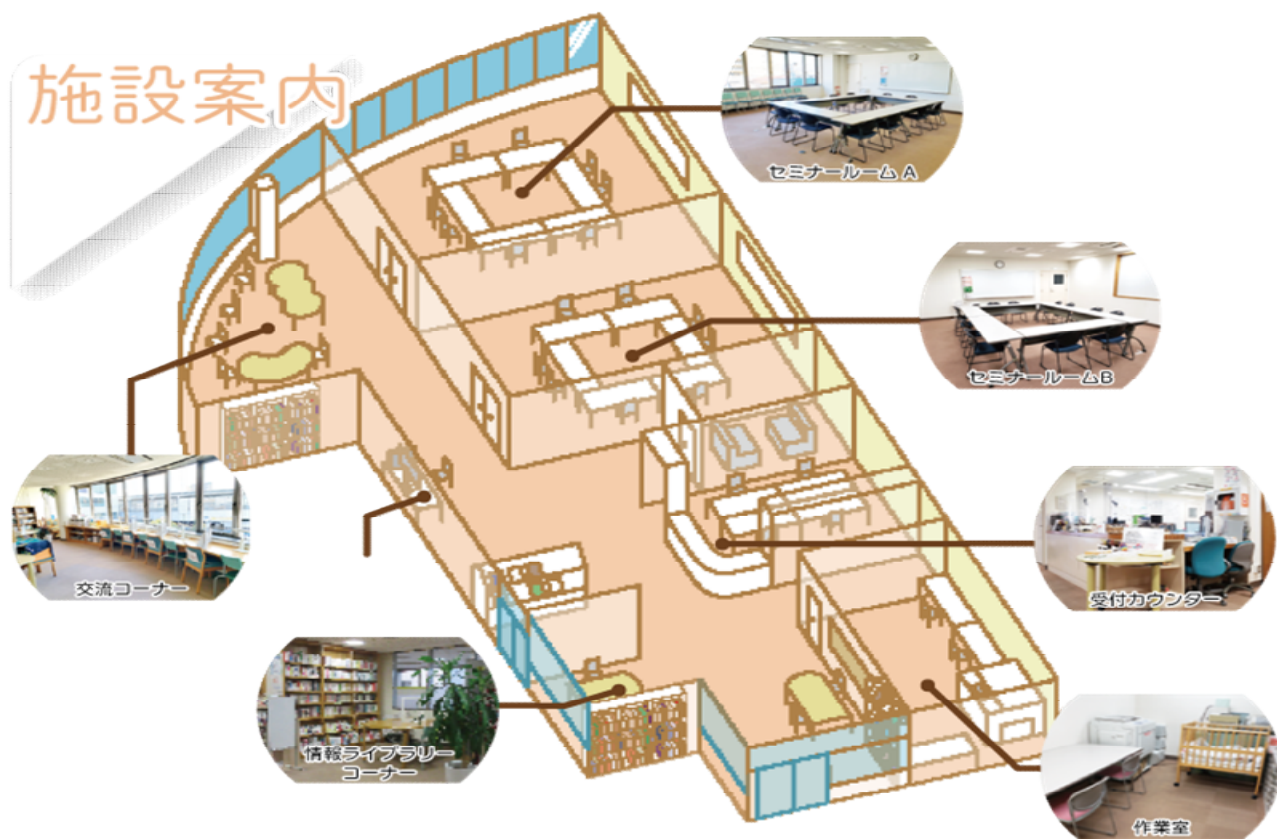 施設案内
セミナールーム A
セミナールームB
交流コーナー
受付カウンター
情報ライブラリー
コーナー
作業室